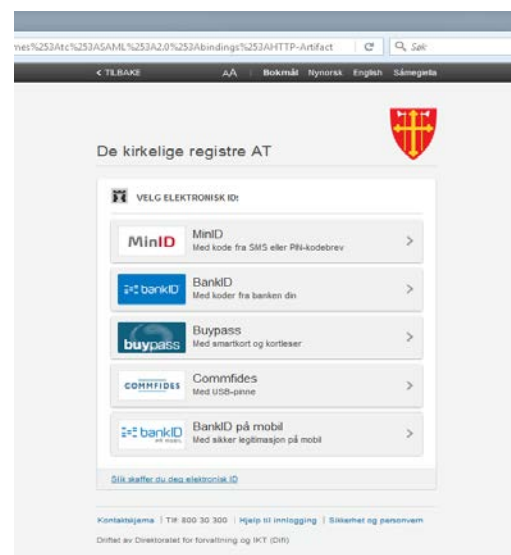 mes%253Atc%253ASAML%253A2.0%253Abindings%253AHTTP-Artifact
Søk
< TILBAKE AA Bokmål Nynorsk English Sámegiella
De kirkelige registre AT
VELG ELEKTRONISK ID:
MinID
MinID
Med kode fra SMS eller PIN-kodebrev
bankID
BankID
Med koder fra banken din
buypass
Buypass
Med smartkort og kortleser
COMMFIDES
Commfides
Med USB-pinne
bankID
PÅ MOBIL
BankID på mobil
Med sikker legitimasjon på mobil
Slik skaffer du deg elektronisk ID
Kontaktskjema | Tlf: 800 30 300 | Hjelp til innlogging | Sikkerhet og personvern
Driftet av Direktoratet for forvaltning og IKT (Difi)